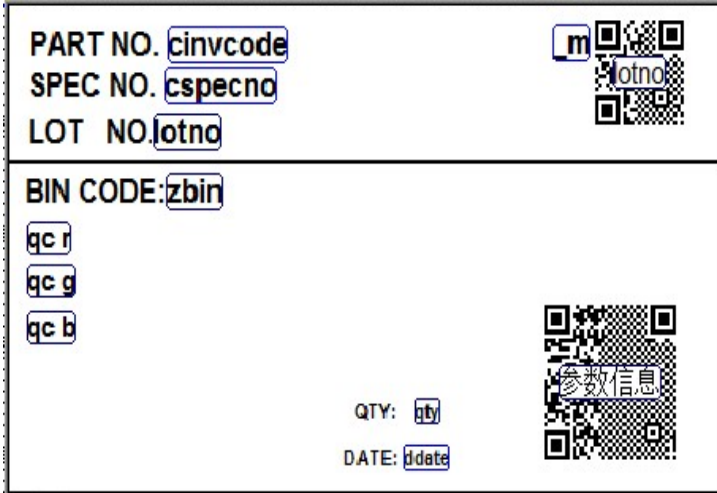 PART NO. cinvcode
_m
SPEC NO. cspecno
lotno
LOT NO.lotno
BIN CODE:zbin
qc r
qc g
qc b
参数信息
QTY: qty
DATE: ddate